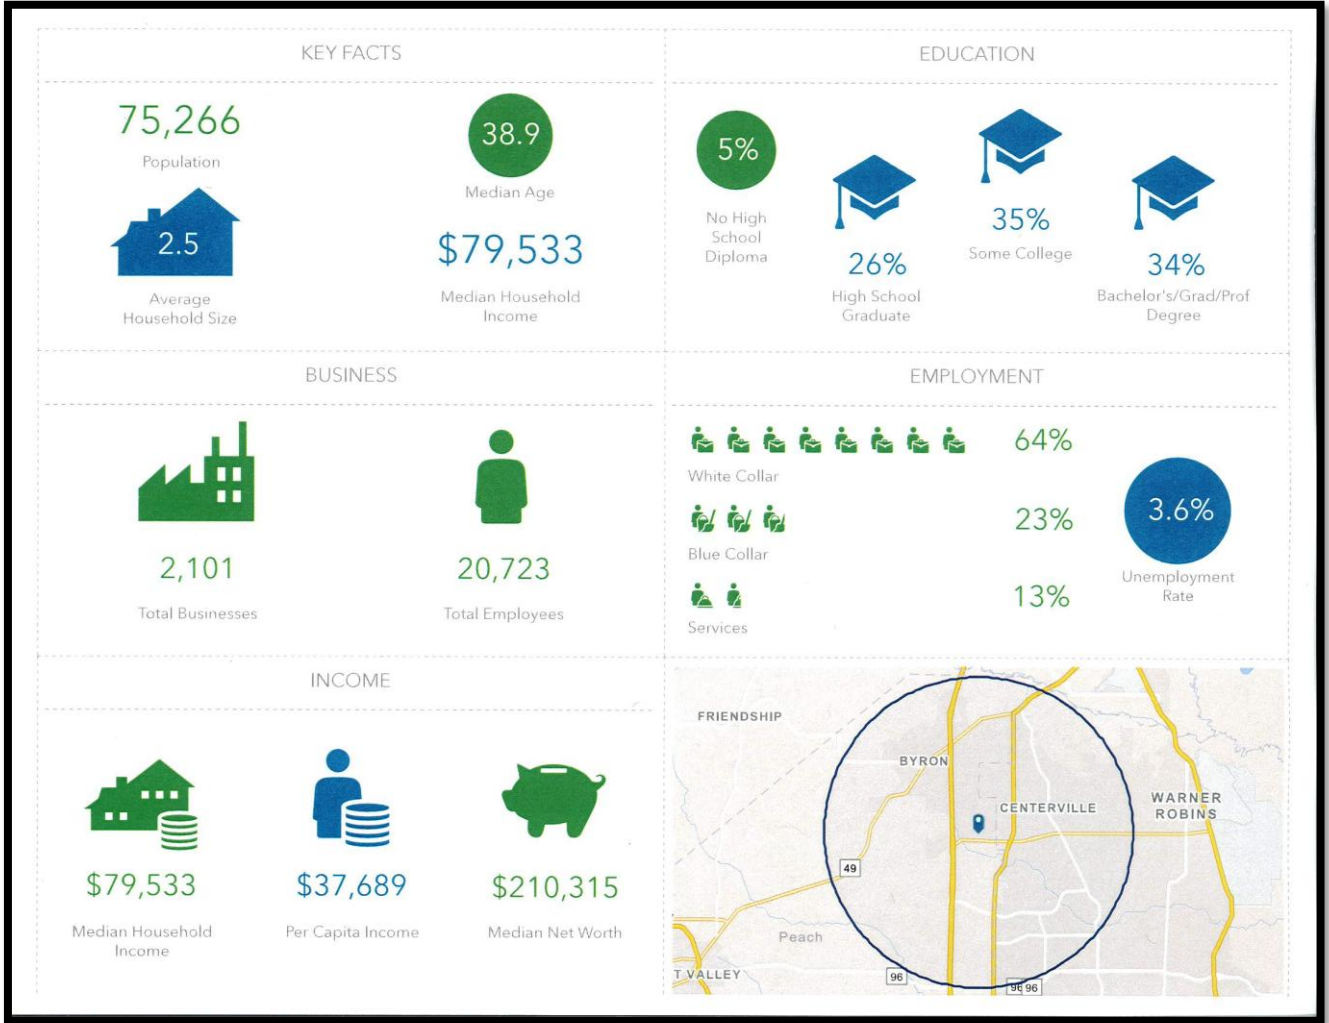 KEY FACTS
75,266
Population
38.9
Median Age
2.5
Average
Household Size
$79,533
Median Household
Income
EDUCATION
5%
No High
School
Diploma
26%
High School
Graduate
35%
Some College
34%
Bachelor's/Grad/Prof
Degree
BUSINESS
2,101
Total Businesses
20,723
Total Employees
EMPLOYMENT
64%
White Collar
23%
Blue Collar
13%
Services
3.6%
Unemployment
Rate
INCOME
$79,533
Median Household
Income
$37,689
Per Capita Income
$210,315
Median Net Worth
FRIENDSHIP
BYRON
CENTERVILLE
WARNER
ROBINS
49
Peach
T VALLEY
96
96